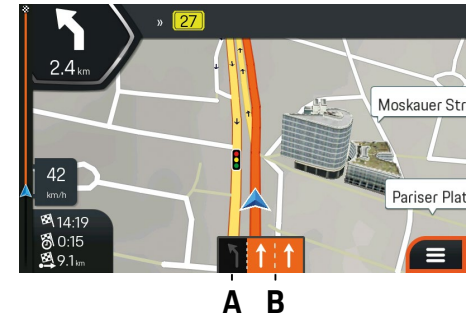 » 27
2.4 km
Moskauer Str
42
km/h
Pariser Plat
14:19
0:15
9.1 km
A B